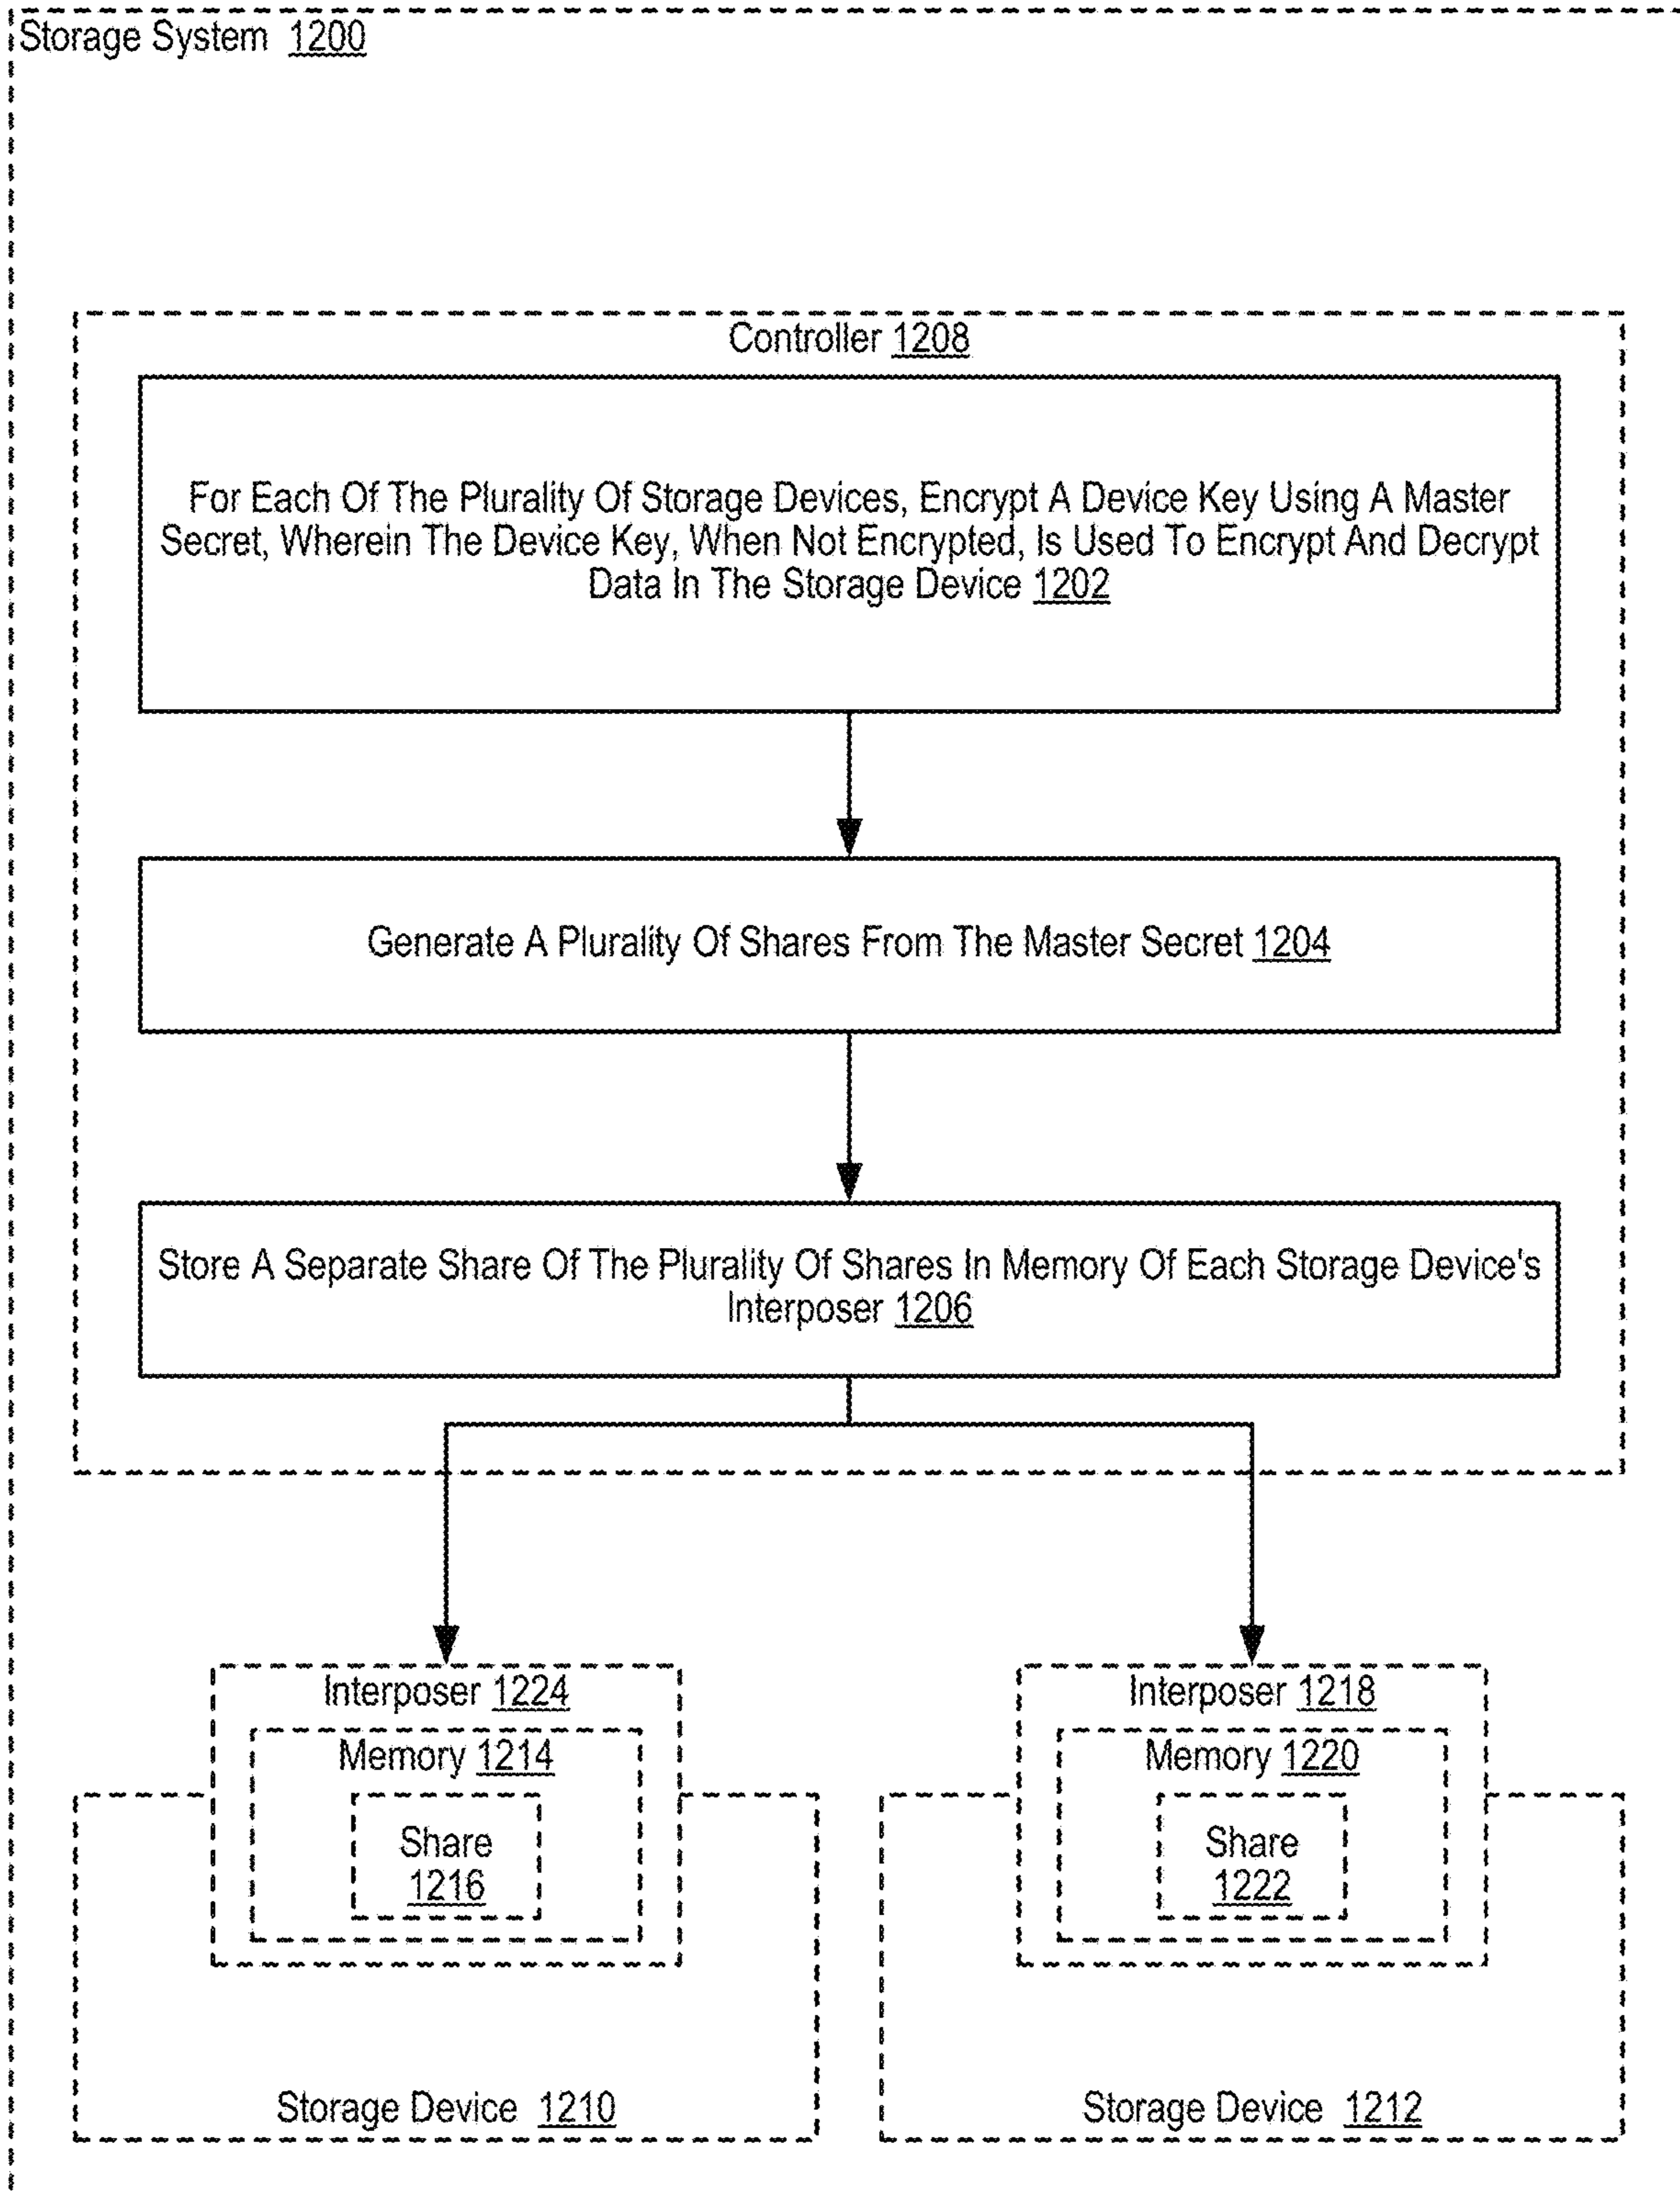 Storage System 1200
Controller 1208
For Each Of The Plurality Of Storage Devices, Encrypt A Device Key Using A Master
Secret, Wherein The Device Key, When Not Encrypted, Is Used To Encrypt And Decrypt
Data In The Storage Device 1202
Generate A Plurality Of Shares From The Master Secret 1204
Store A Separate Share Of The Plurality Of Shares In Memory Of Each Storage Device's
Interposer 1206
Interposer 1224
Memory 1214
Share
1216
Storage Device 1210
Interposer 1218
Memory 1220
Share
1222
Storage Device 1212